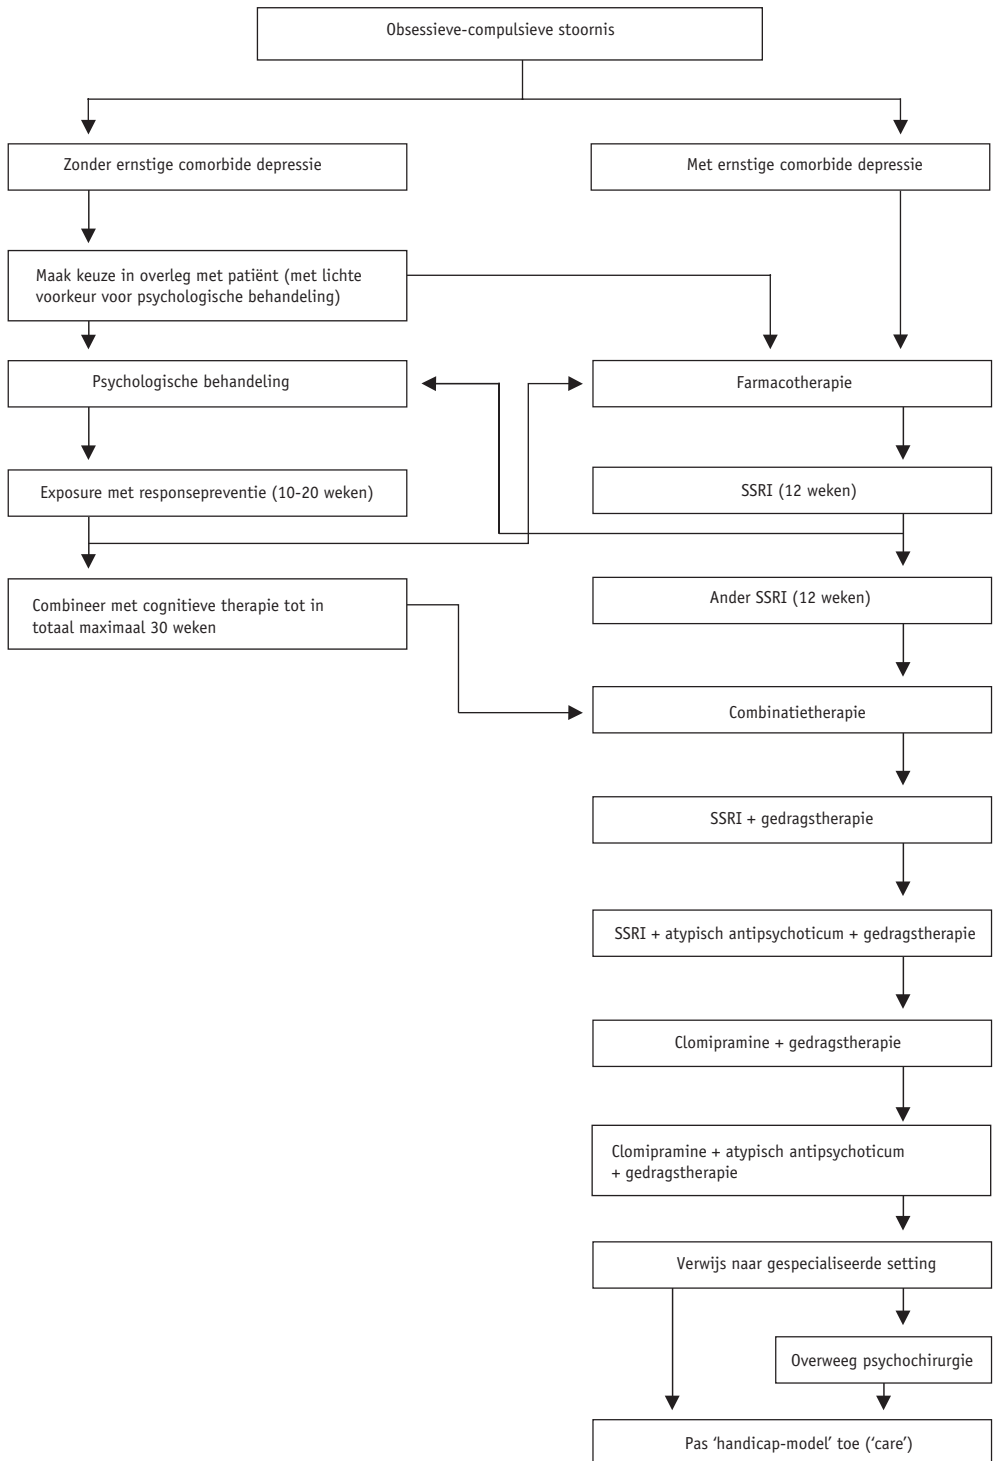 Obsessieve-compulsieve stoornis
Zonder ernstige comorbide depressie
Met ernstige comorbide depressie
Maak keuze in overleg met patiënt (met lichte
voorkeur voor psychologische behandeling)
Psychologische behandeling
Farmacotherapie
Exposure met responsepreventie (10-20 weken)
SSRI (12 weken)
Combineer met cognitieve therapie tot in
totaal maximaal 30 weken
Ander SSRI (12 weken)
Combinatietherapie
SSRI + gedragstherapie
SSRI + atypisch antipsychoticum + gedragstherapie
Clomipramine + gedragstherapie
Clomipramine + atypisch antipsychoticum
+ gedragstherapie
Verwijs naar gespecialiseerde setting
Overweeg psychochirurgie
Pas ‘handicap-model’ toe (‘care’)